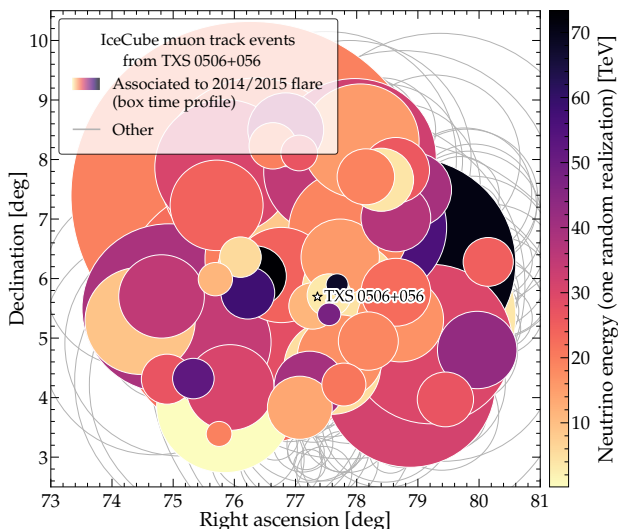 IceCube muon track events
from TXS 0506+056
Associated to 2014/2015 flare
(box time profile)
Other
TXS 0506+056
10
9
8
7
6
5
4
3
Declination [deg]
73 74 75 76 77 78 79 80 81
Right ascension [deg]
70
60
50
40
30
20
10
Neutrino energy (one random realization) [TeV]